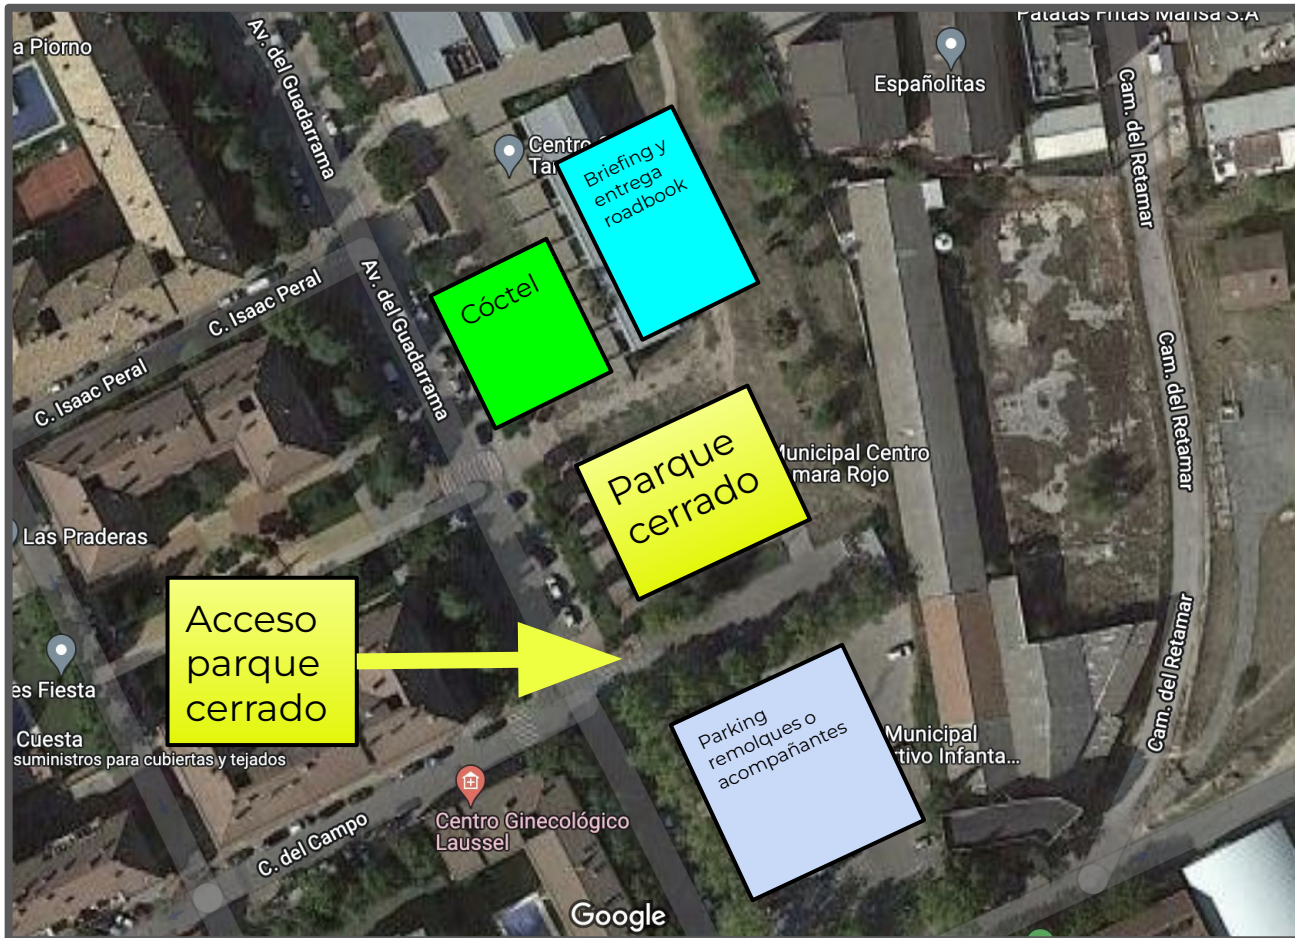 Patatas Fritas Marisa S.A
a Piorno
Av. del Guadarrama
Españolitas
Cam. del Retamar
Centro
Briefing y
entrega
roadbook
Cóctel
C. Isaac Peral
Av. del Guadarrama
C. Isaac Peral
Cam. del Retamar
Parque
cerrado
Municipal Centro
mara Rojo
Las Praderas
Acceso
parque
cerrado
Cam. del Retamar
es Fiesta
Parking
remolques o
acompañantes
Cuesta
suministros para cubiertas y tejados
Municipal
tivo Infanta...
Centro Ginecológico
Laussel
C. del Campo
Google